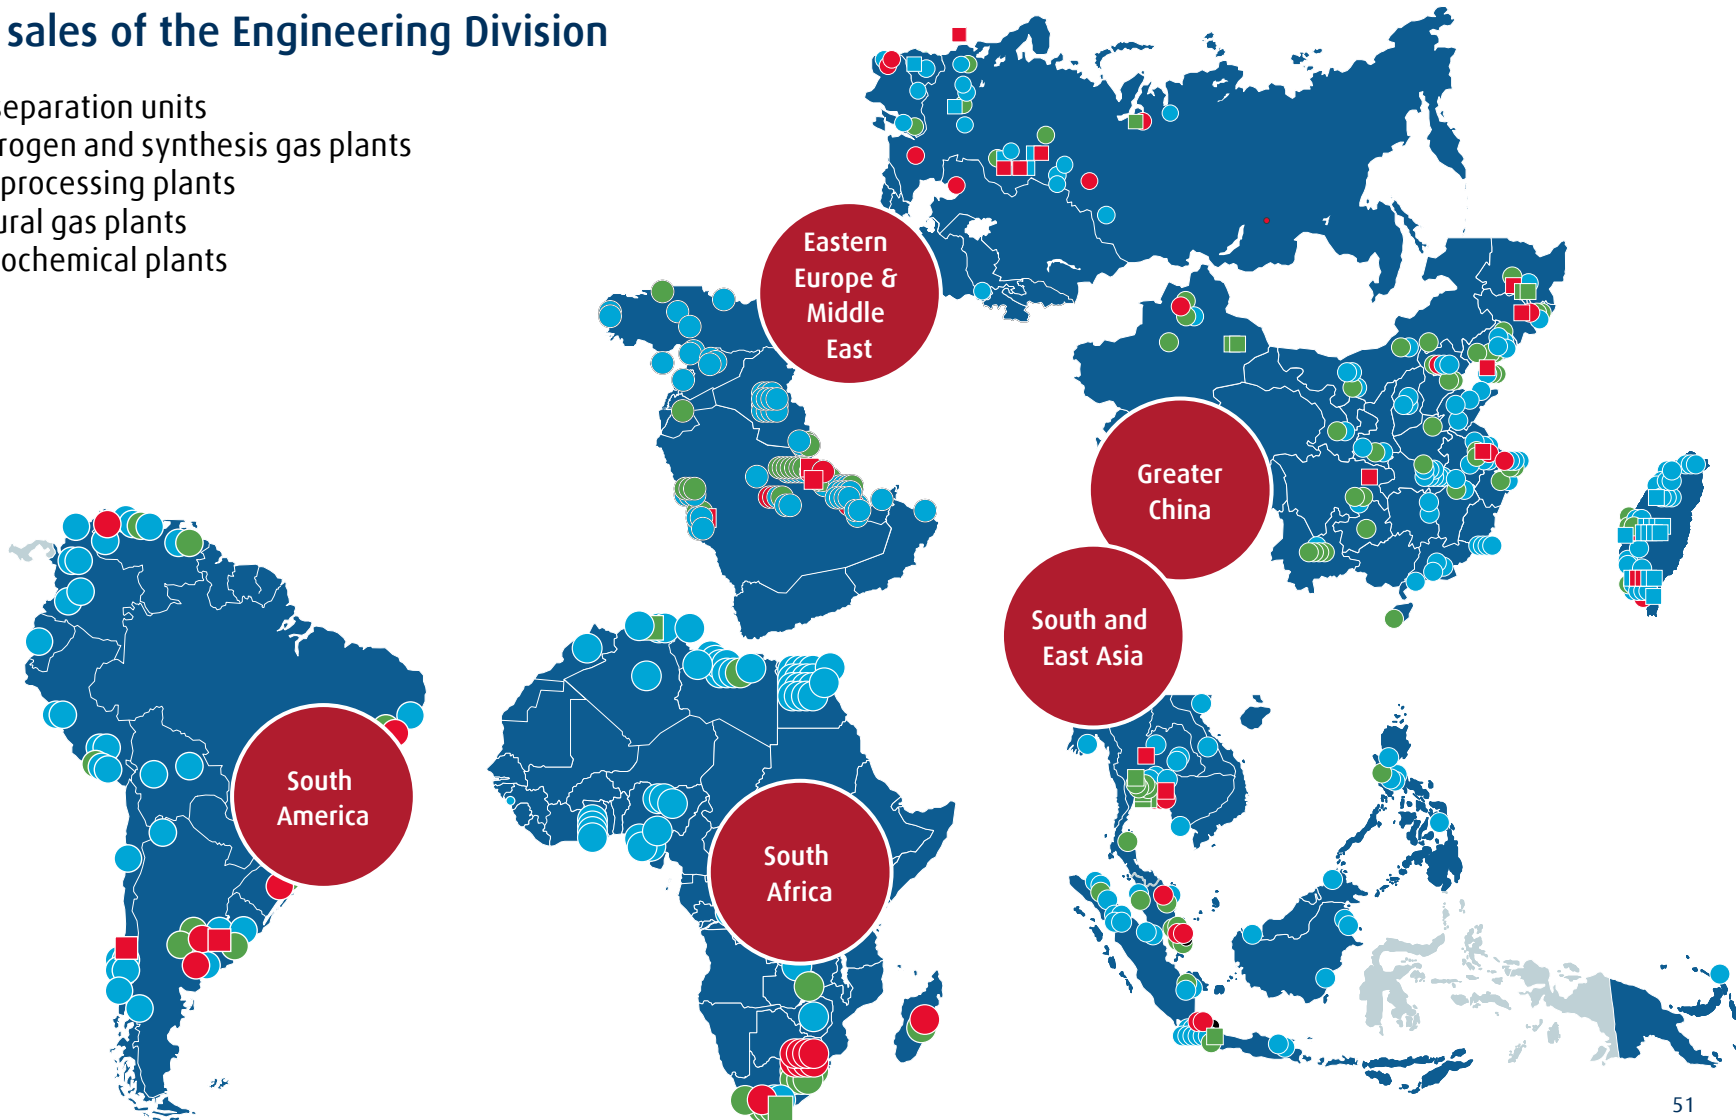 sales of the Engineering Division
separation units
rogen and synthesis gas plants
processing plants
ural gas plants
ochemical plants
Eastern
Europe &
Middle
East
Greater
China
South and
East Asia
South
America
South
Africa
51